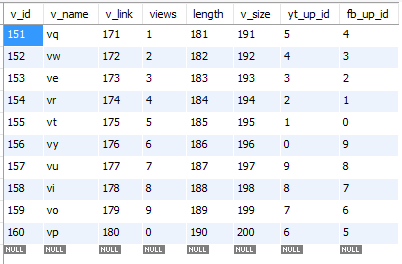 v_id v_name v_link views length v_size yt_up_id fb_up_id
151 vq 171 1 181 191 5 4
152 vw 172 2 182 192 4 3
153 ve 173 3 183 193 3 2
154 vr 174 4 184 194 2 1
155 vt 175 5 185 195 1 0
156 vy 176 6 186 196 0 9
157 vu 177 7 187 197 9 8
158 vi 178 8 188 198 8 7
159 vo 179 9 189 199 7 6
160 vp 180 0 190 200 6 5
NULL NULL NULL NULL NULL NULL NULL NULL